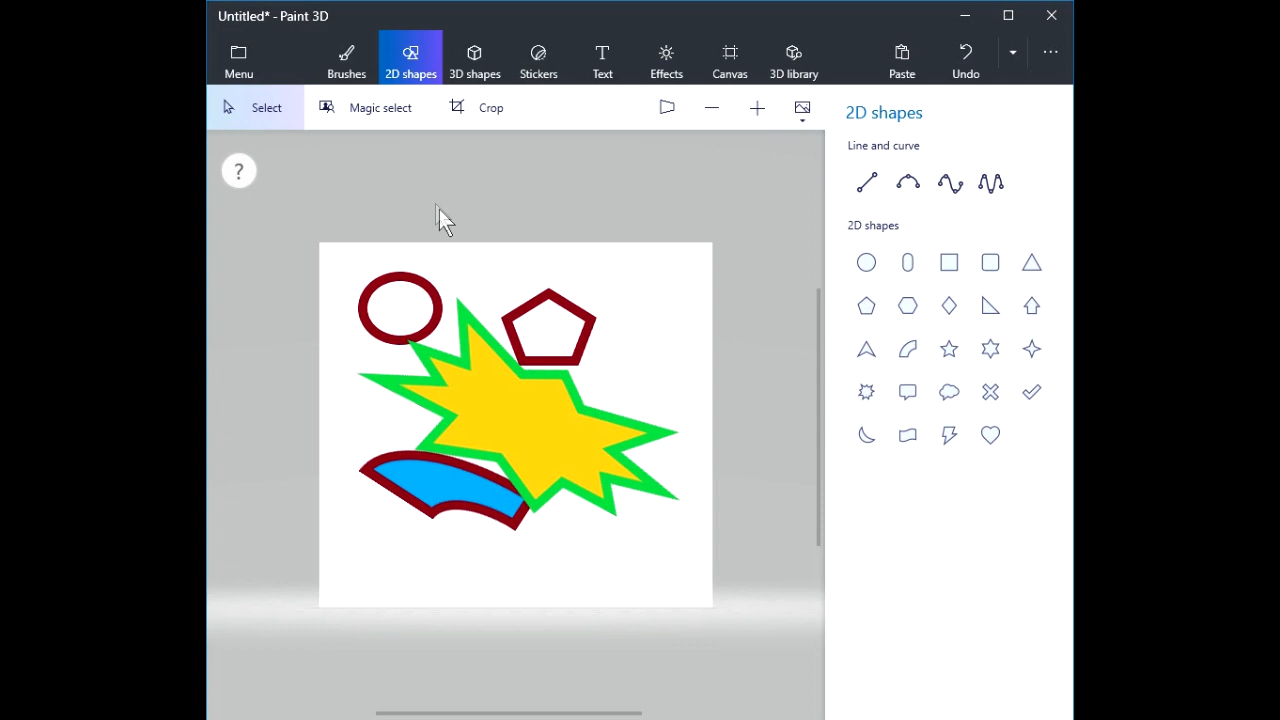 Untitled* - Paint 3D
Menu
Brushes
2D shapes
3D shapes
Stickers
Text
Effects
Canvas
3D library
Paste
Undo
Select
Magic select
Crop
2D shapes
Line and curve
?
2D shapes